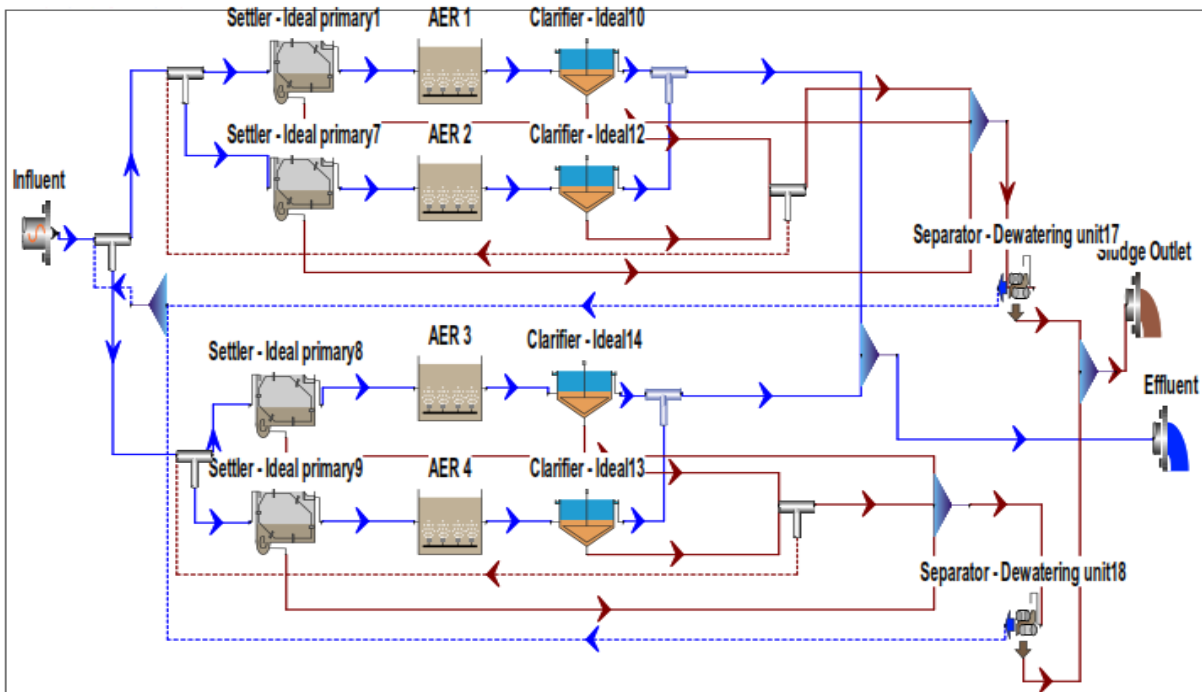 Settler - Ideal primary1
AER 1
Clarifier - Ideal10
Settler - Ideal primary7
AER 2
Clarifier - Ideal12
Influent
Separator - Dewatering unit17
Sludge Outlet
Settler - Ideal primary8
AER 3
Clarifier - Ideal14
Effluent
Settler - Ideal primary9
AER 4
Clarifier - Ideal13
Separator - Dewatering unit18